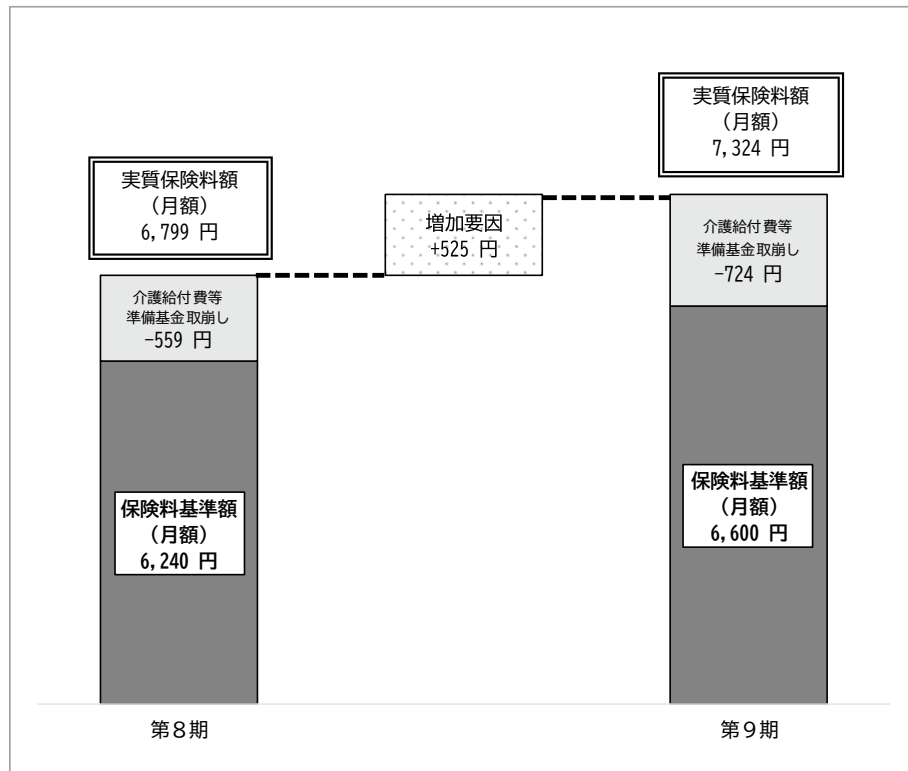 実質保険料額
（月額）
6,799 円
介護給付費等
準備基金取崩し
-559 円
保険料基準額
（月額）
6,240 円
第８期
増加要因
+525 円
実質保険料額
（月額）
7,324 円
介護給付費等
準備基金取崩し
-724 円
保険料基準額
（月額）
6,600 円
第９期